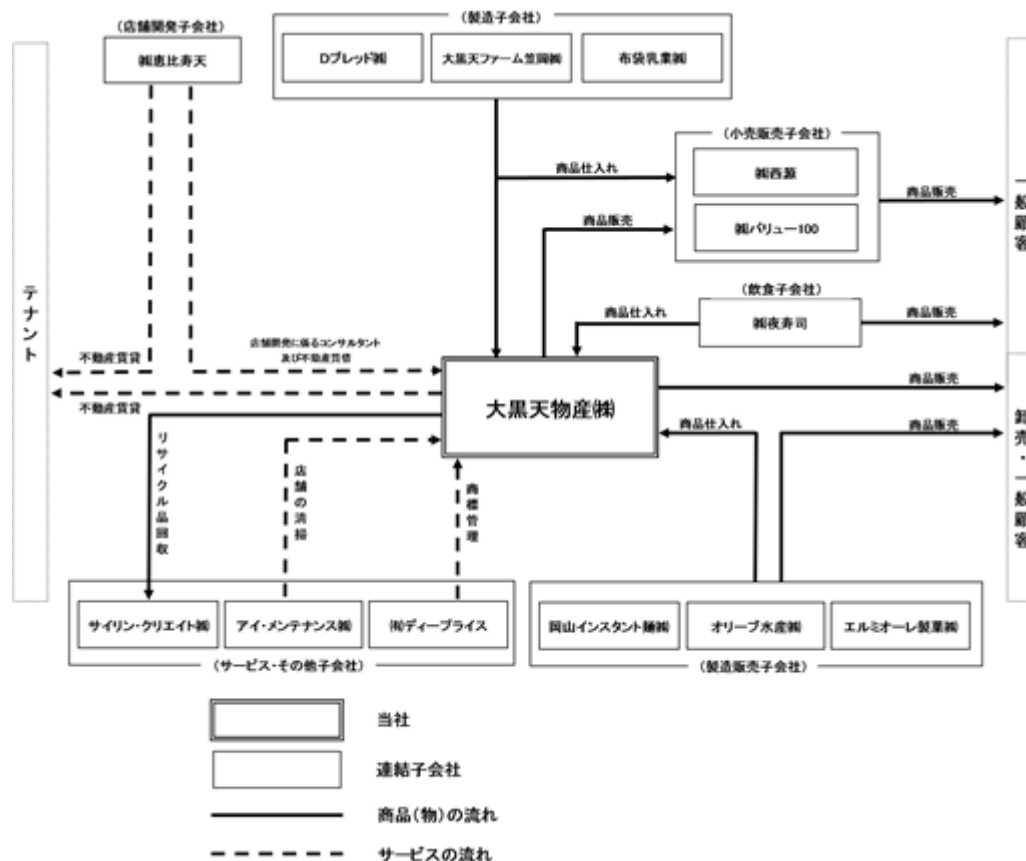 (店舗開発子会社)
㈱恵比寿天
(製造子会社)
Dブレッド㈱
大黒天ファーム笠岡㈱
布袋乳業㈱
(小売販売子会社)
㈱西源
㈱バリュー100
商品仕入れ
商品販売
商品販売
一般顧客
(飲食子会社)
㈱夜寿司
商品仕入れ
商品販売
テナント
不動産賃貸
店舗開発に係るコンサルタント
及び不動産賃借
不動産賃貸
大黒天物産㈱
商品販売
商品仕入れ
商品販売
卸売・一般顧客
リサイクル品回収
店舗の清掃
商標管理
サイリン・クリエイト㈱
アイ・メンテナンス㈱
㈲ディープライス
(サービス・その他子会社)
岡山インスタント麺㈱
オリーブ水産㈱
エルミオーレ製菓㈱
(製造販売子会社)
当社
連結子会社
商品(物)の流れ
サービスの流れ